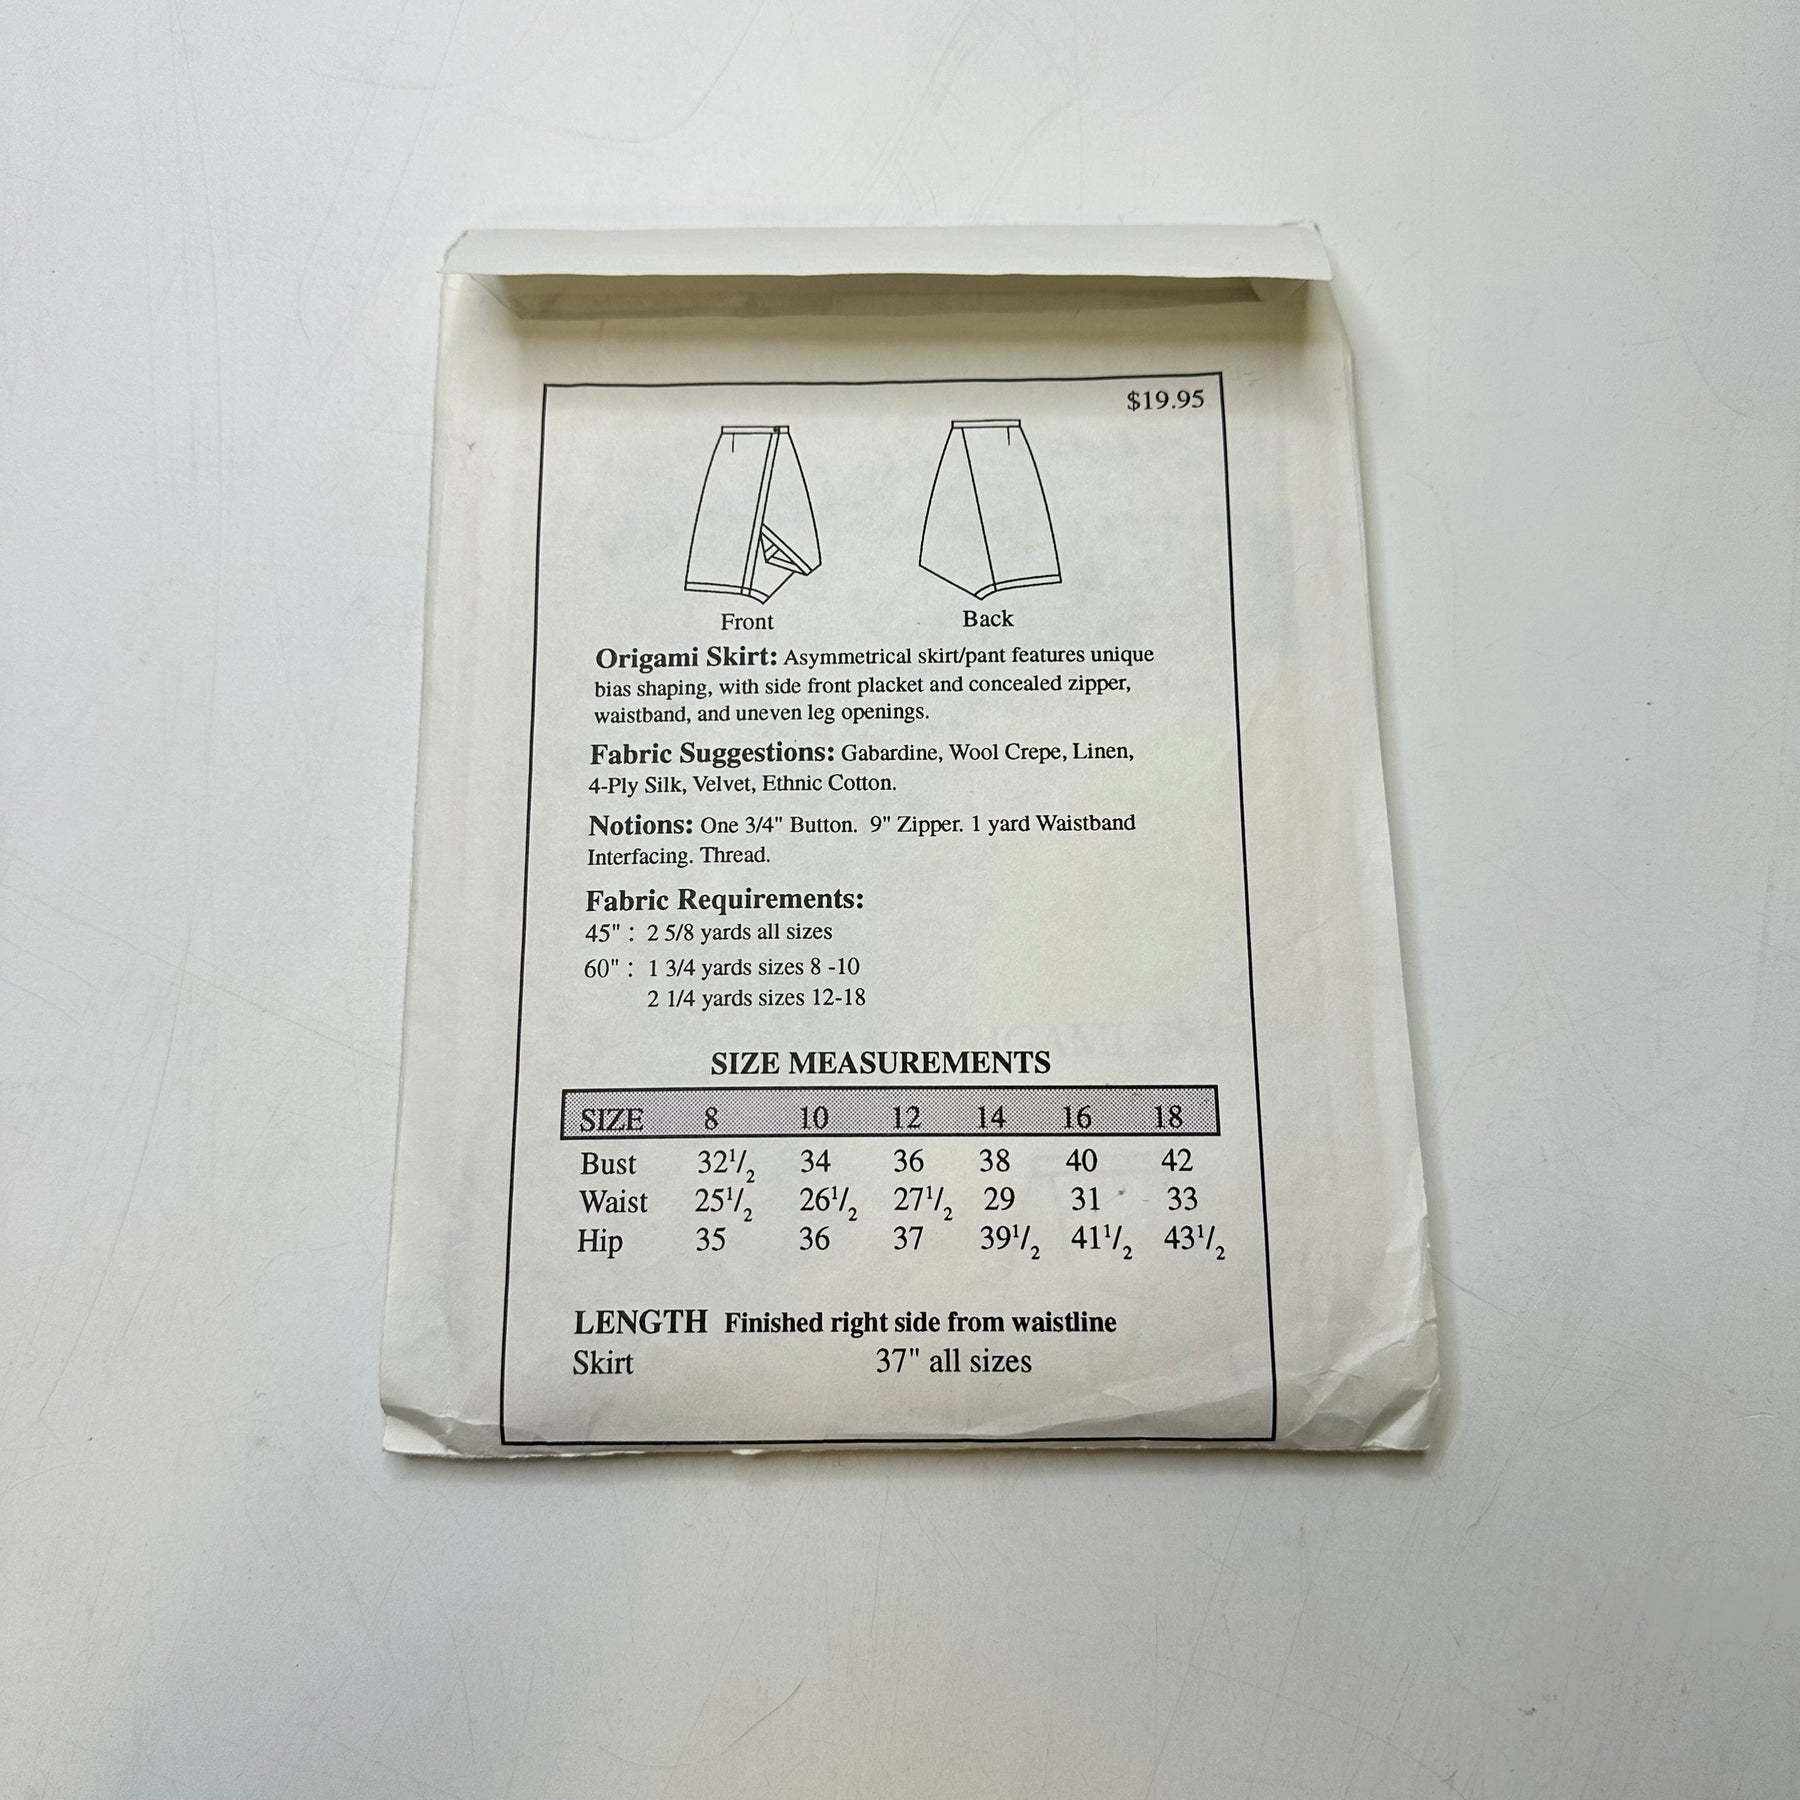 $19.95
Front Back
Origami Skirt: Asymmetrical skirt/pant features unique
bias shaping, with side front placket and concealed zipper,
waistband, and uneven leg openings.
Fabric Suggestions: Gabardine, Wool Crepe, Linen,
4-Ply Silk, Velvet, Ethnic Cotton.
Notions: One 3/4" Button. 9" Zipper. 1 yard Waistband
Interfacing. Thread.
Fabric Requirements:
45" : 2 5/8 yards all sizes
60" : 1 3/4 yards sizes 8 -10
2 1/4 yards sizes 12-18
SIZE MEASUREMENTS
SIZE 8 10 12 14 16 18
Bust 32 1/2 34 36 38 40 42
Waist 25 1/2 26 1/2 27 1/2 29 31 33
Hip 35 36 37 39 1/2 41 1/2 43 1/2
LENGTH Finished right side from waistline
Skirt 37" all sizes